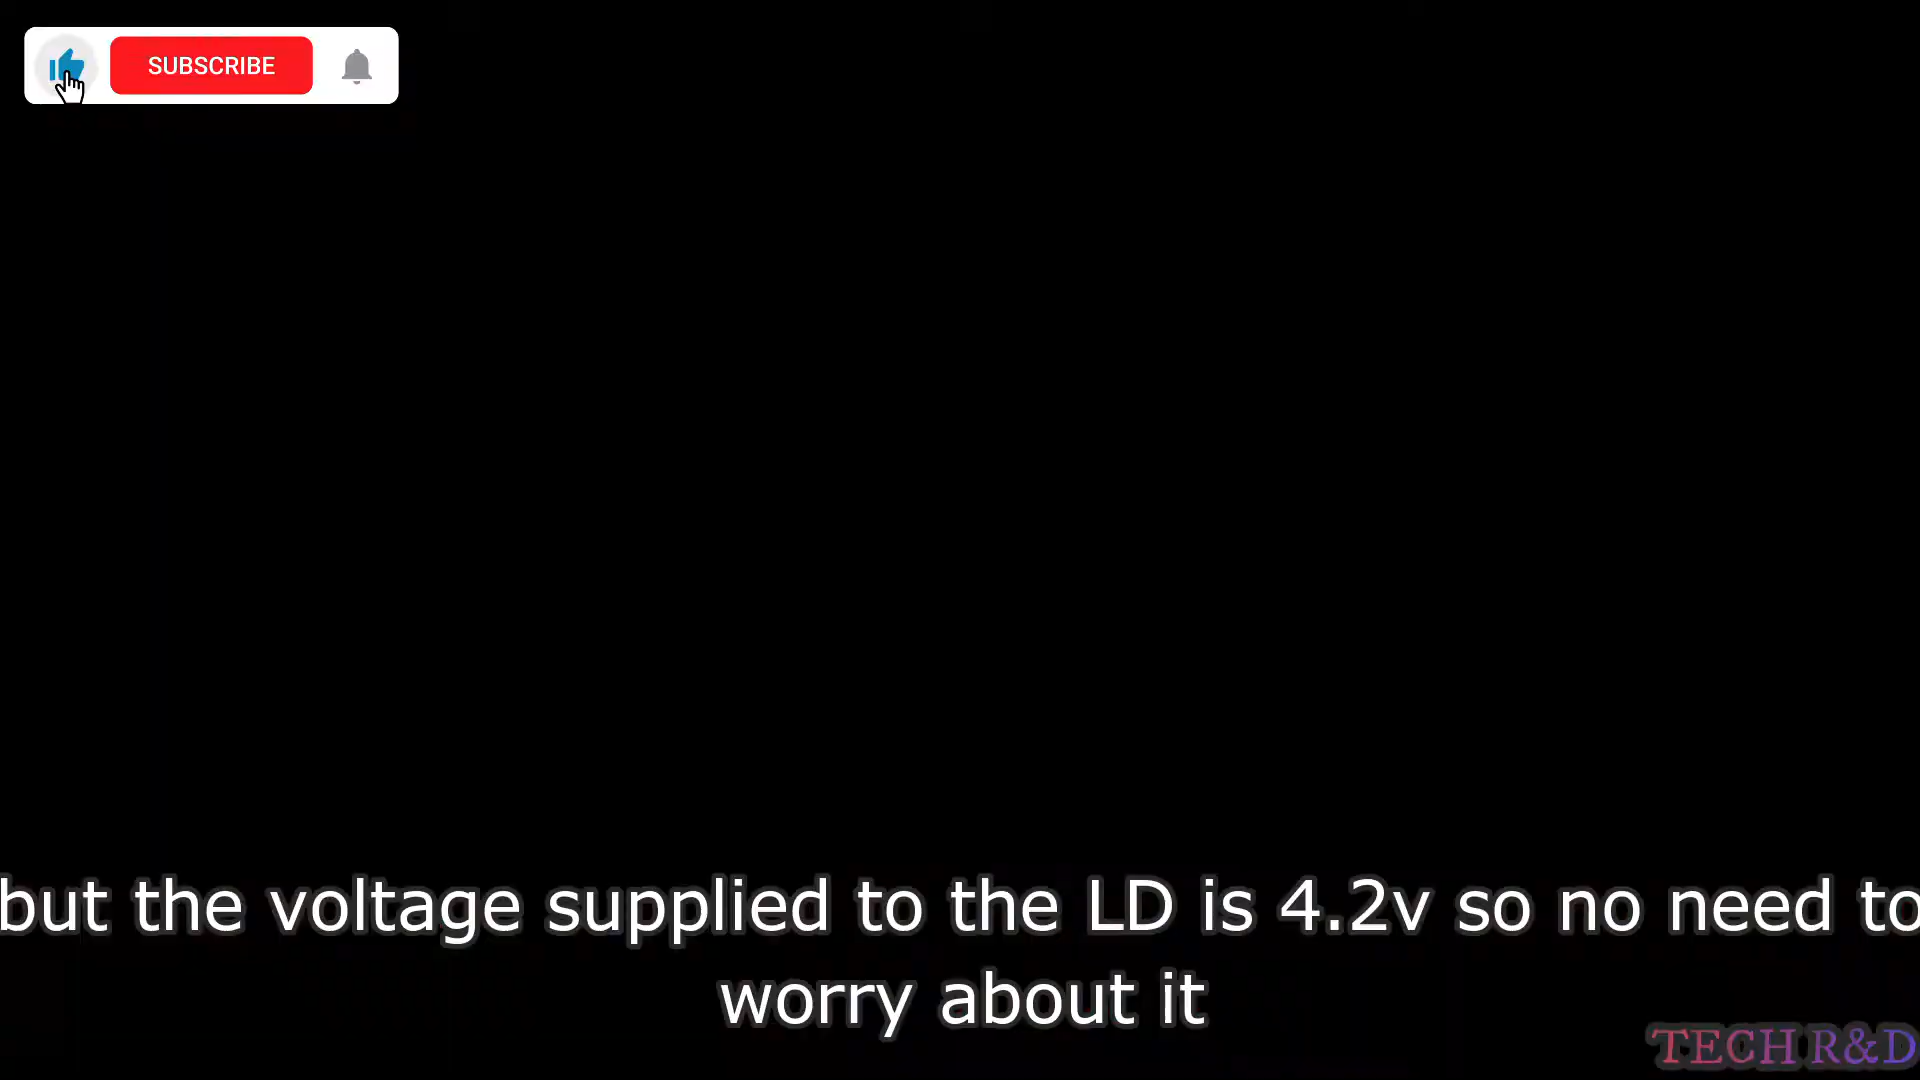 SUBSCRIBE
but the voltage supplied to the LD is 4.2v so no need to
worry about it
TECH R&D